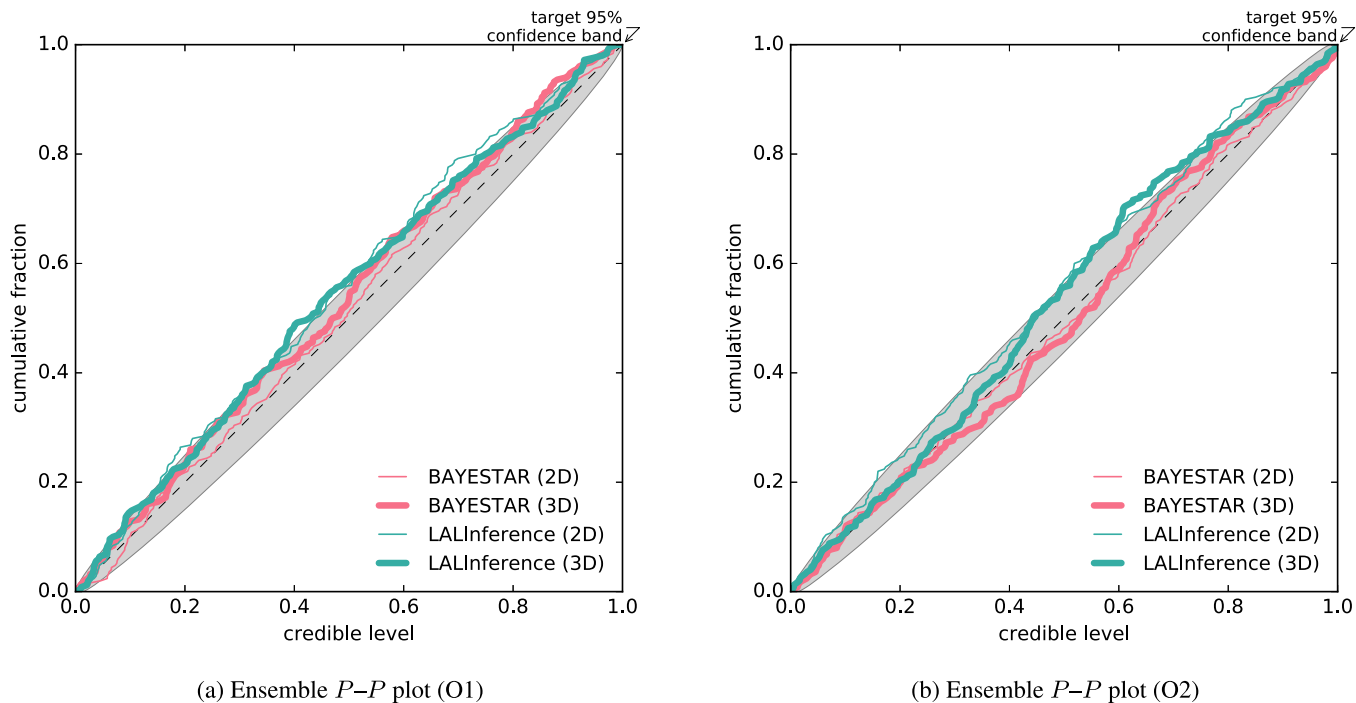 target 95%
confidence band
1.0
0.8
0.6
0.4
0.2
0.0
cumulative fraction
BAYESTAR (2D)
BAYESTAR (3D)
LALInference (2D)
LALInference (3D)
0.0 0.2 0.4 0.6 0.8 1.0
credible level
(a) Ensemble P–P plot (O1)
target 95%
confidence band
1.0
0.8
0.6
0.4
0.2
0.0
cumulative fraction
BAYESTAR (2D)
BAYESTAR (3D)
LALInference (2D)
LALInference (3D)
0.0 0.2 0.4 0.6 0.8 1.0
credible level
(b) Ensemble P–P plot (O2)